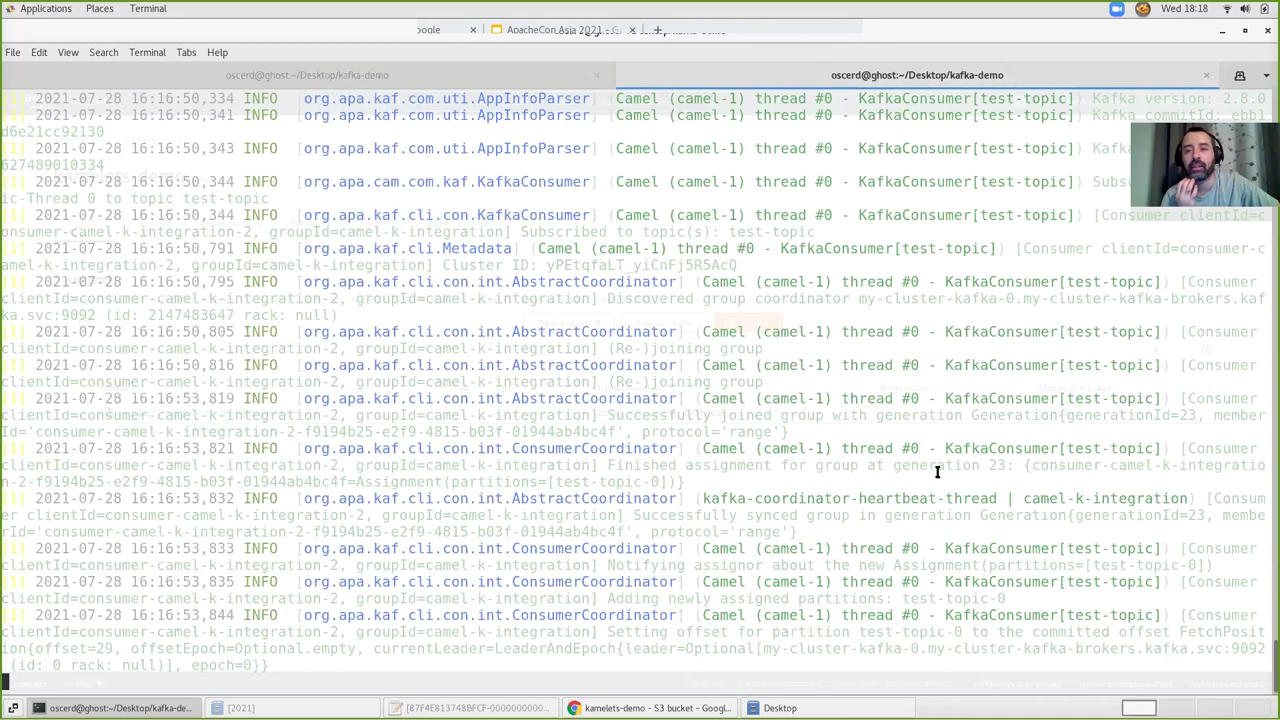 Applications Places Terminal Wed 18:18
ogle ApacheCon Asia 2021 - G
File Edit View Search Terminal Tabs Help
oscerd@ghost:~/Desktop/kafka-demo oscerd@ghost:~/Desktop/kafka-demo
[1] 2021-07-28 16:16:50,334 INFO [org.apa.kaf.com.uti.AppInfoParser] (Camel (camel-1) thread #0 - KafkaConsumer[test-topic]) Kafka version: 2.8.0
[1] 2021-07-28 16:16:50,341 INFO [org.apa.kaf.com.uti.AppInfoParser] (Camel (camel-1) thread #0 - KafkaConsumer[test-topic]) Kafka commitId: ebb1
d6e21cc92130
[1] 2021-07-28 16:16:50,343 INFO [org.apa.kaf.com.uti.AppInfoParser] (Camel (camel-1) thread #0 - KafkaConsumer[test-topic]) Kafka
627489010334
[1] 2021-07-28 16:16:50,344 INFO [org.apa.cam.com.kaf.KafkaConsumer] (Camel (camel-1) thread #0 - KafkaConsumer[test-topic]) Subs
ic-Thread 0 to topic test-topic
[1] 2021-07-28 16:16:50,344 INFO [org.apa.kaf.cli.con.KafkaConsumer] (Camel (camel-1) thread #0 - KafkaConsumer[test-topic]) [Consumer clientId=c
onsumer-camel-k-integration-2, groupId=camel-k-integration] Subscribed to topic(s): test-topic
[1] 2021-07-28 16:16:50,791 INFO [org.apa.kaf.cli.Metadata] (Camel (camel-1) thread #0 - KafkaConsumer[test-topic]) [Consumer clientId=consumer-c
amel-k-integration-2, groupId=camel-k-integration] Cluster ID: yPEtqfaLT_yiCnFj5R5AcQ
[1] 2021-07-28 16:16:50,795 INFO [org.apa.kaf.cli.con.int.AbstractCoordinator] (Camel (camel-1) thread #0 - KafkaConsumer[test-topic]) [Consumer
clientId=consumer-camel-k-integration-2, groupId=camel-k-integration] Discovered group coordinator my-cluster-kafka-0.my-cluster-kafka-brokers.kaf
ka.svc:9092 (id: 2147483647 rack: null)
[1] 2021-07-28 16:16:50,805 INFO [org.apa.kaf.cli.con.int.AbstractCoordinator] (Camel (camel-1) thread #0 - KafkaConsumer[test-topic]) [Consumer
clientId=consumer-camel-k-integration-2, groupId=camel-k-integration] (Re-)joining group
[1] 2021-07-28 16:16:50,816 INFO [org.apa.kaf.cli.con.int.AbstractCoordinator] (Camel (camel-1) thread #0 - KafkaConsumer[test-topic]) [Consumer
clientId=consumer-camel-k-integration-2, groupId=camel-k-integration] (Re-)joining group
[1] 2021-07-28 16:16:53,819 INFO [org.apa.kaf.cli.con.int.AbstractCoordinator] (Camel (camel-1) thread #0 - KafkaConsumer[test-topic]) [Consumer
clientId=consumer-camel-k-integration-2, groupId=camel-k-integration] Successfully joined group with generation Generation{generationId=23, member
Id='consumer-camel-k-integration-2-f9194b25-e2f9-4815-b03f-01944ab4bc4f', protocol='range'}
[1] 2021-07-28 16:16:53,821 INFO [org.apa.kaf.cli.con.int.ConsumerCoordinator] (Camel (camel-1) thread #0 - KafkaConsumer[test-topic]) [Consumer
clientId=consumer-camel-k-integration-2, groupId=camel-k-integration] Finished assignment for group at generation 23: {consumer-camel-k-integratio
n-2-f9194b25-e2f9-4815-b03f-01944ab4bc4f=Assignment(partitions=[test-topic-0])}
[1] 2021-07-28 16:16:53,832 INFO [org.apa.kaf.cli.con.int.AbstractCoordinator] (kafka-coordinator-heartbeat-thread | camel-k-integration) [Consum
er clientId=consumer-camel-k-integration-2, groupId=camel-k-integration] Successfully synced group in generation Generation{generationId=23, membe
rId='consumer-camel-k-integration-2-f9194b25-e2f9-4815-b03f-01944ab4bc4f', protocol='range'}
[1] 2021-07-28 16:16:53,833 INFO [org.apa.kaf.cli.con.int.ConsumerCoordinator] (Camel (camel-1) thread #0 - KafkaConsumer[test-topic]) [Consumer
clientId=consumer-camel-k-integration-2, groupId=camel-k-integration] Notifying assignor about the new Assignment(partitions=[test-topic-0])
[1] 2021-07-28 16:16:53,835 INFO [org.apa.kaf.cli.con.int.ConsumerCoordinator] (Camel (camel-1) thread #0 - KafkaConsumer[test-topic]) [Consumer
clientId=consumer-camel-k-integration-2, groupId=camel-k-integration] Adding newly assigned partitions: test-topic-0
[1] 2021-07-28 16:16:53,844 INFO [org.apa.kaf.cli.con.int.ConsumerCoordinator] (Camel (camel-1) thread #0 - KafkaConsumer[test-topic]) [Consumer
clientId=consumer-camel-k-integration-2, groupId=camel-k-integration] Setting offset for partition test-topic-0 to the committed offset FetchPosi
tion{offset=29, offsetEpoch=Optional.empty, currentLeader=LeaderAndEpoch{leader=Optional[my-cluster-kafka-0.my-cluster-kafka-brokers.kafka.svc:9092
(id: 0 rack: null)], epoch=0}}
oscerd@ghost:~/Desktop/kafka-de... [2021] [87F4E813748BFCF-0000000000... kamelets-demo - S3 bucket - Googl... Desktop